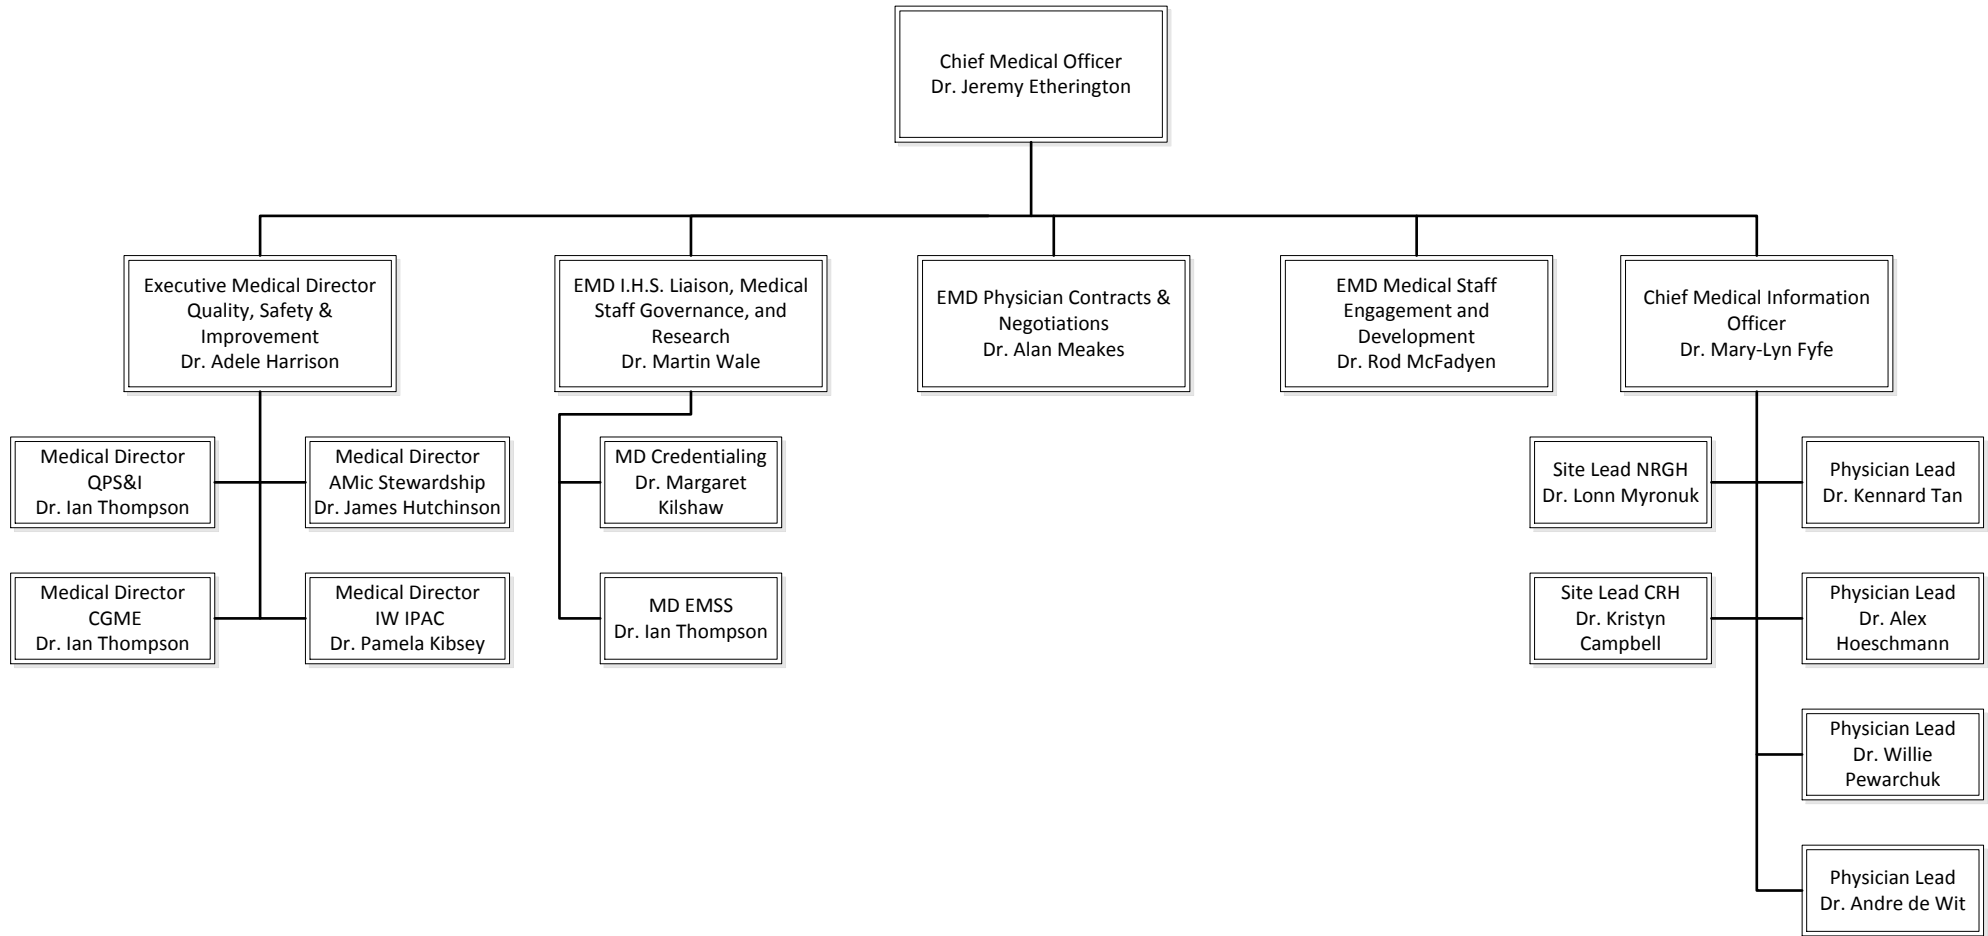 Chief Medical Officer
Dr. Jeremy Etherington
Executive Medical Director
Quality, Safety &
Improvement
Dr. Adele Harrison
EMD I.H.S. Liaison, Medical
Staff Governance, and
Research
Dr. Martin Wale
EMD Physician Contracts &
Negotiations
Dr. Alan Meakes
EMD Medical Staff
Engagement and
Development
Dr. Rod McFadyen
Chief Medical Information
Officer
Dr. Mary-Lyn Fyfe
Medical Director
QPS&I
Dr. Ian Thompson
Medical Director
AMic Stewardship
Dr. James Hutchinson
MD Credentialing
Dr. Margaret
Kilshaw
Site Lead NRGH
Dr. Lonn Myronuk
Physician Lead
Dr. Kennard Tan
Medical Director
CGME
Dr. Ian Thompson
Medical Director
IW IPAC
Dr. Pamela Kibsey
MD EMSS
Dr. Ian Thompson
Site Lead CRH
Dr. Kristyn
Campbell
Physician Lead
Dr. Alex
Hoeschmann
Physician Lead
Dr. Willie
Pewarchuk
Physician Lead
Dr. Andre de Wit